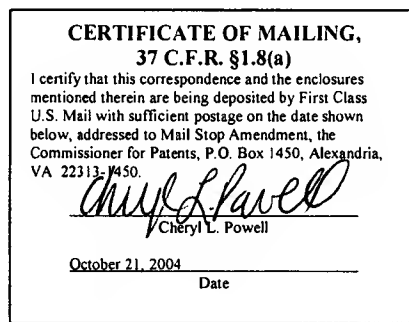 CERTIFICATE OF MAILING,
37 C.F.R. §1.8(a)
I certify that this correspondence and the enclosures
mentioned therein are being deposited by First Class
U.S. Mail with sufficient postage on the date shown
below, addressed to Mail Stop Amendment, the
Commissioner for Patents, P.O. Box 1450, Alexandria,
VA 22313-1450.
Cheryl L. Powell
Cheryl L. Powell
October 21, 2004
Date